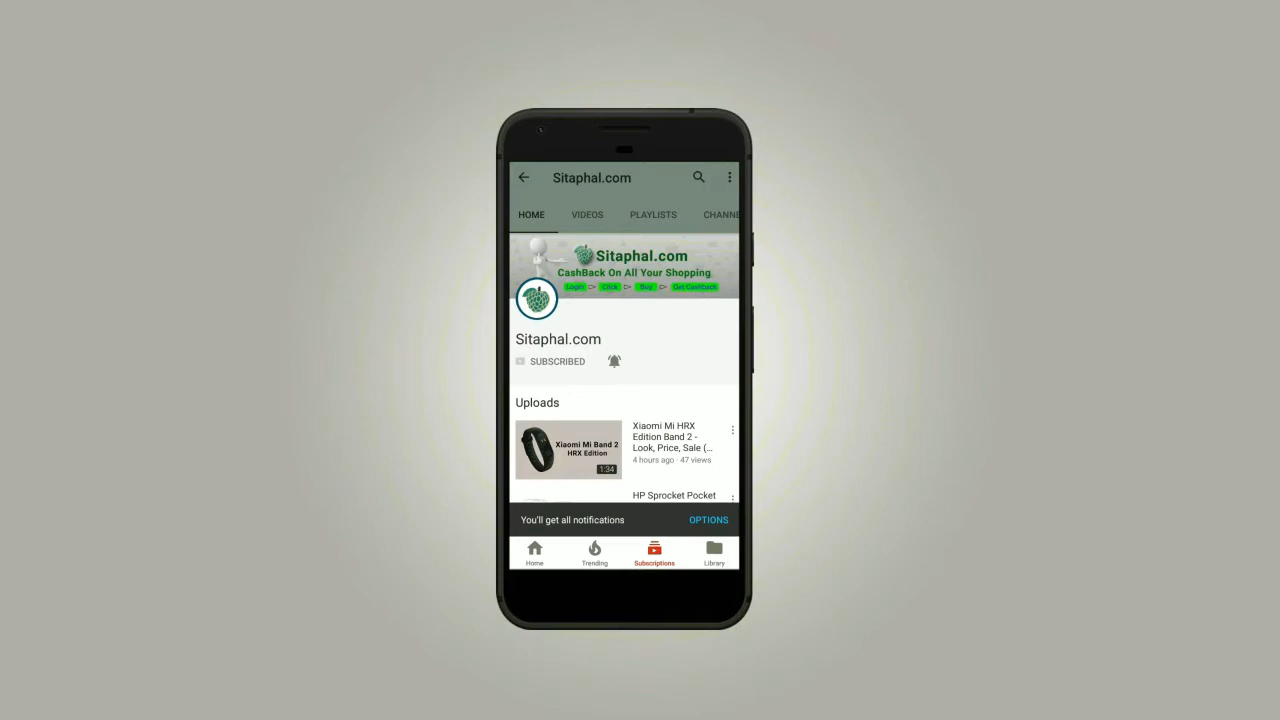 Sitaphal.com
HOME VIDEOS PLAYLISTS CHANNE
Sitaphal.com
CashBack On All Your Shopping
Login Click Buy Get Cashback
Sitaphal.com
SUBSCRIBED
Uploads
Xiaomi Mi Band 2
HRX Edition
1:34
Xiaomi Mi HRX
Edition Band 2 -
Look, Price, Sale (...
4 hours ago · 47 views
HP Sprocket Pocket
You'll get all notifications OPTIONS
Home Trending Subscriptions Library